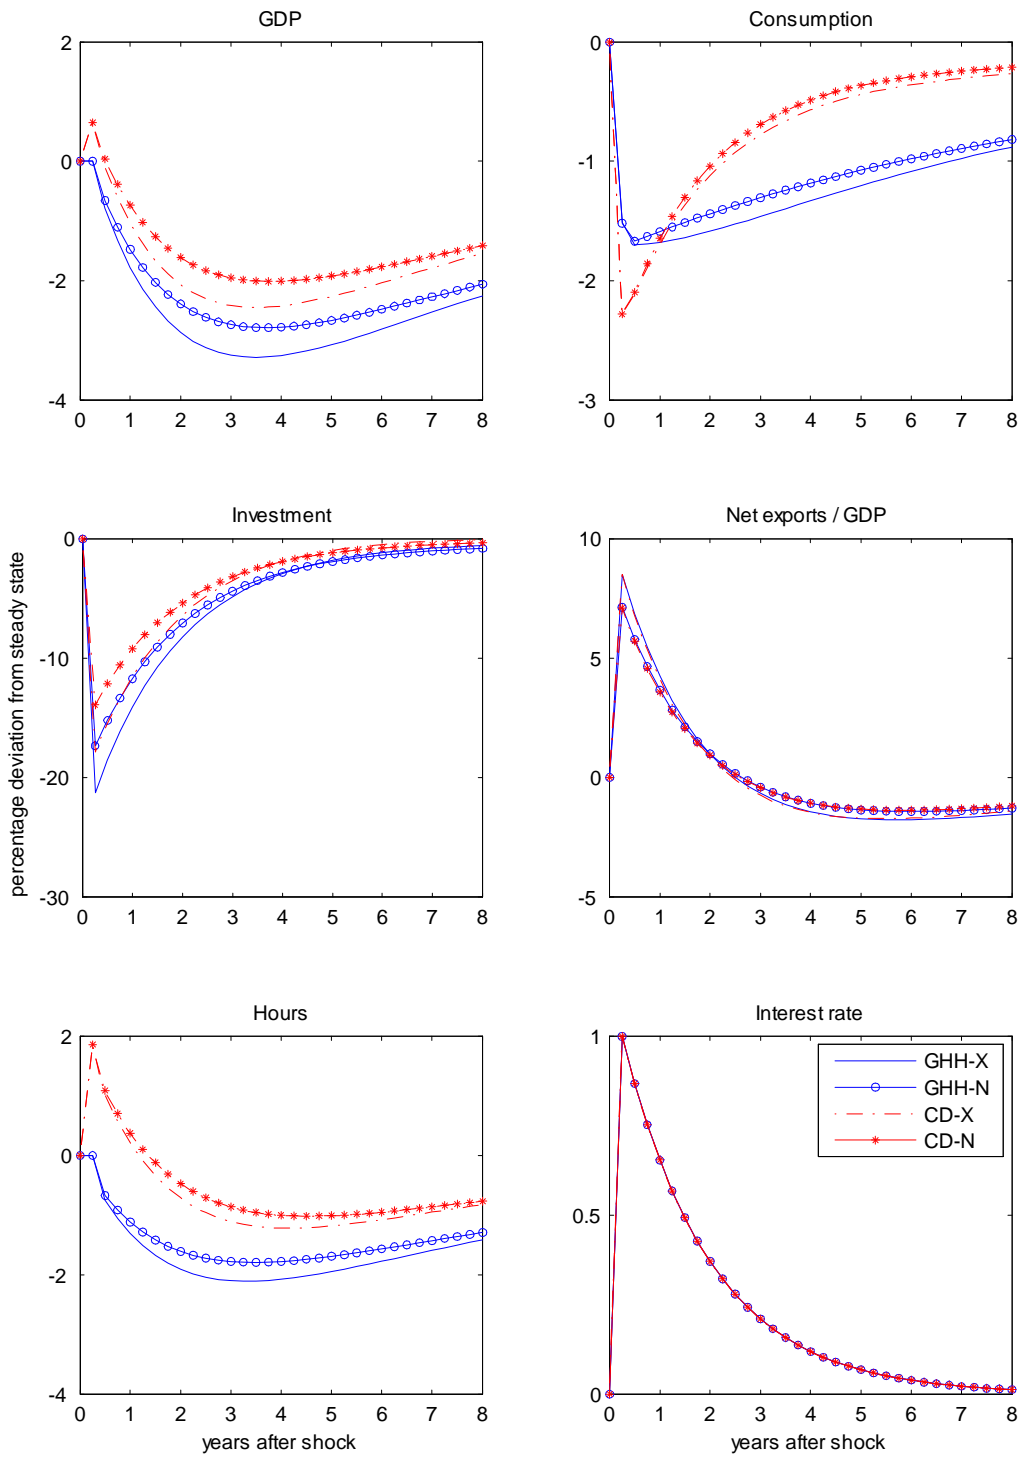 GDP
2
0
-2
-4
0 1 2 3 4 5 6 7 8
Consumption
0
-1
-2
-3
0 1 2 3 4 5 6 7 8
percentage deviation from steady state
Investment
0
-10
-20
-30
0 1 2 3 4 5 6 7 8
Net exports / GDP
10
5
0
-5
0 1 2 3 4 5 6 7 8
Hours
2
0
-2
-4
0 1 2 3 4 5 6 7 8
years after shock
Interest rate
1
0.5
0
0 1 2 3 4 5 6 7 8
years after shock
GHH-X
GHH-N
CD-X
CD-N